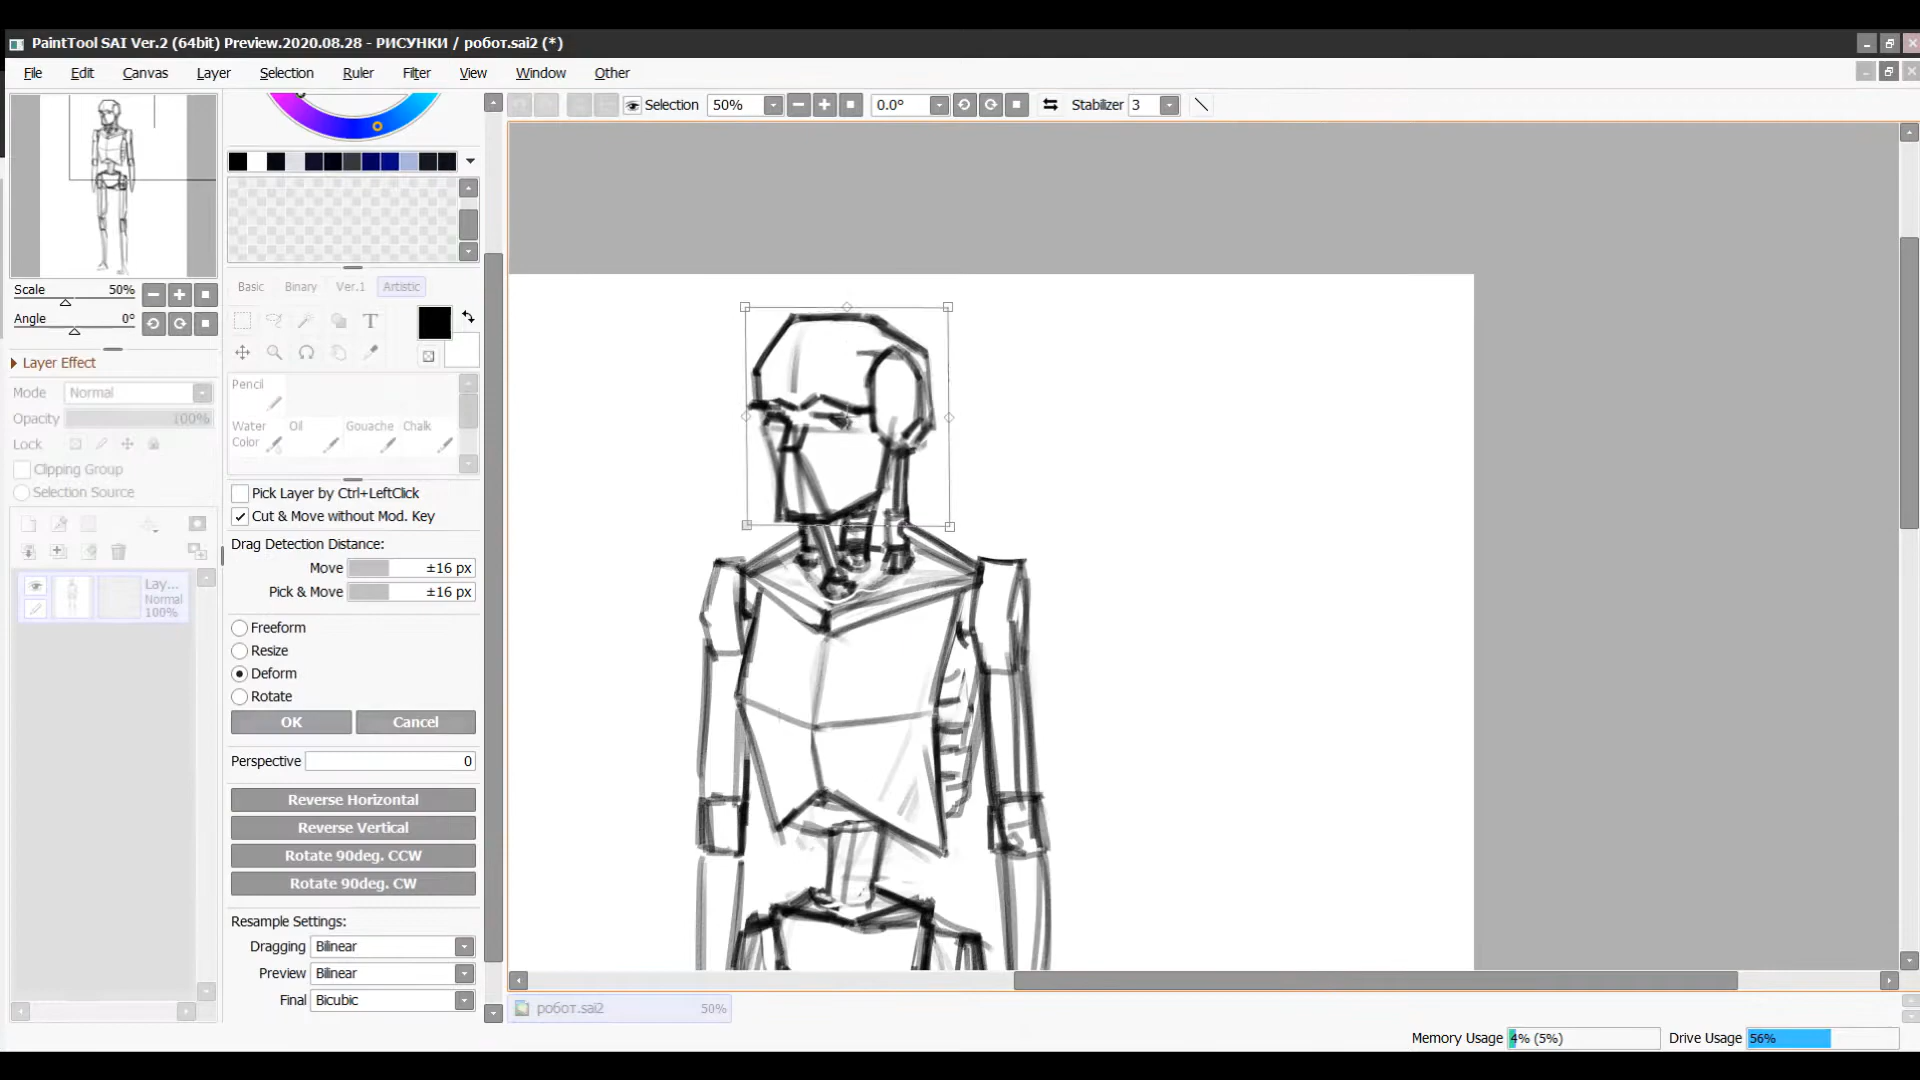 PaintTool SAI Ver.2 (64bit) Preview.2020.08.28 - РИСУНКИ / робот.sai2 (*)
File Edit Canvas Layer Selection Ruler Filter View Window Other
Selection 50% 0.0° Stabilizer 3
Scale 50%
Angle 0°
Layer Effect
Mode Normal
Opacity 100%
Lock
Clipping Group
Selection Source
Lay...
Normal
100%
Basic Binary Ver.1 Artistic
T
Pencil
Water Color Oil Gouache Chalk
Pick Layer by Ctrl+LeftClick
Cut & Move without Mod. Key
Drag Detection Distance:
Move ±16 px
Pick & Move ±16 px
Freeform
Resize
Deform
Rotate
OK Cancel
Perspective 0
Reverse Horizontal
Reverse Vertical
Rotate 90deg. CCW
Rotate 90deg. CW
Resample Settings:
Dragging Bilinear
Preview Bilinear
Final Bicubic
робот.sai2 50%
Memory Usage 4% (5%) Drive Usage 56%